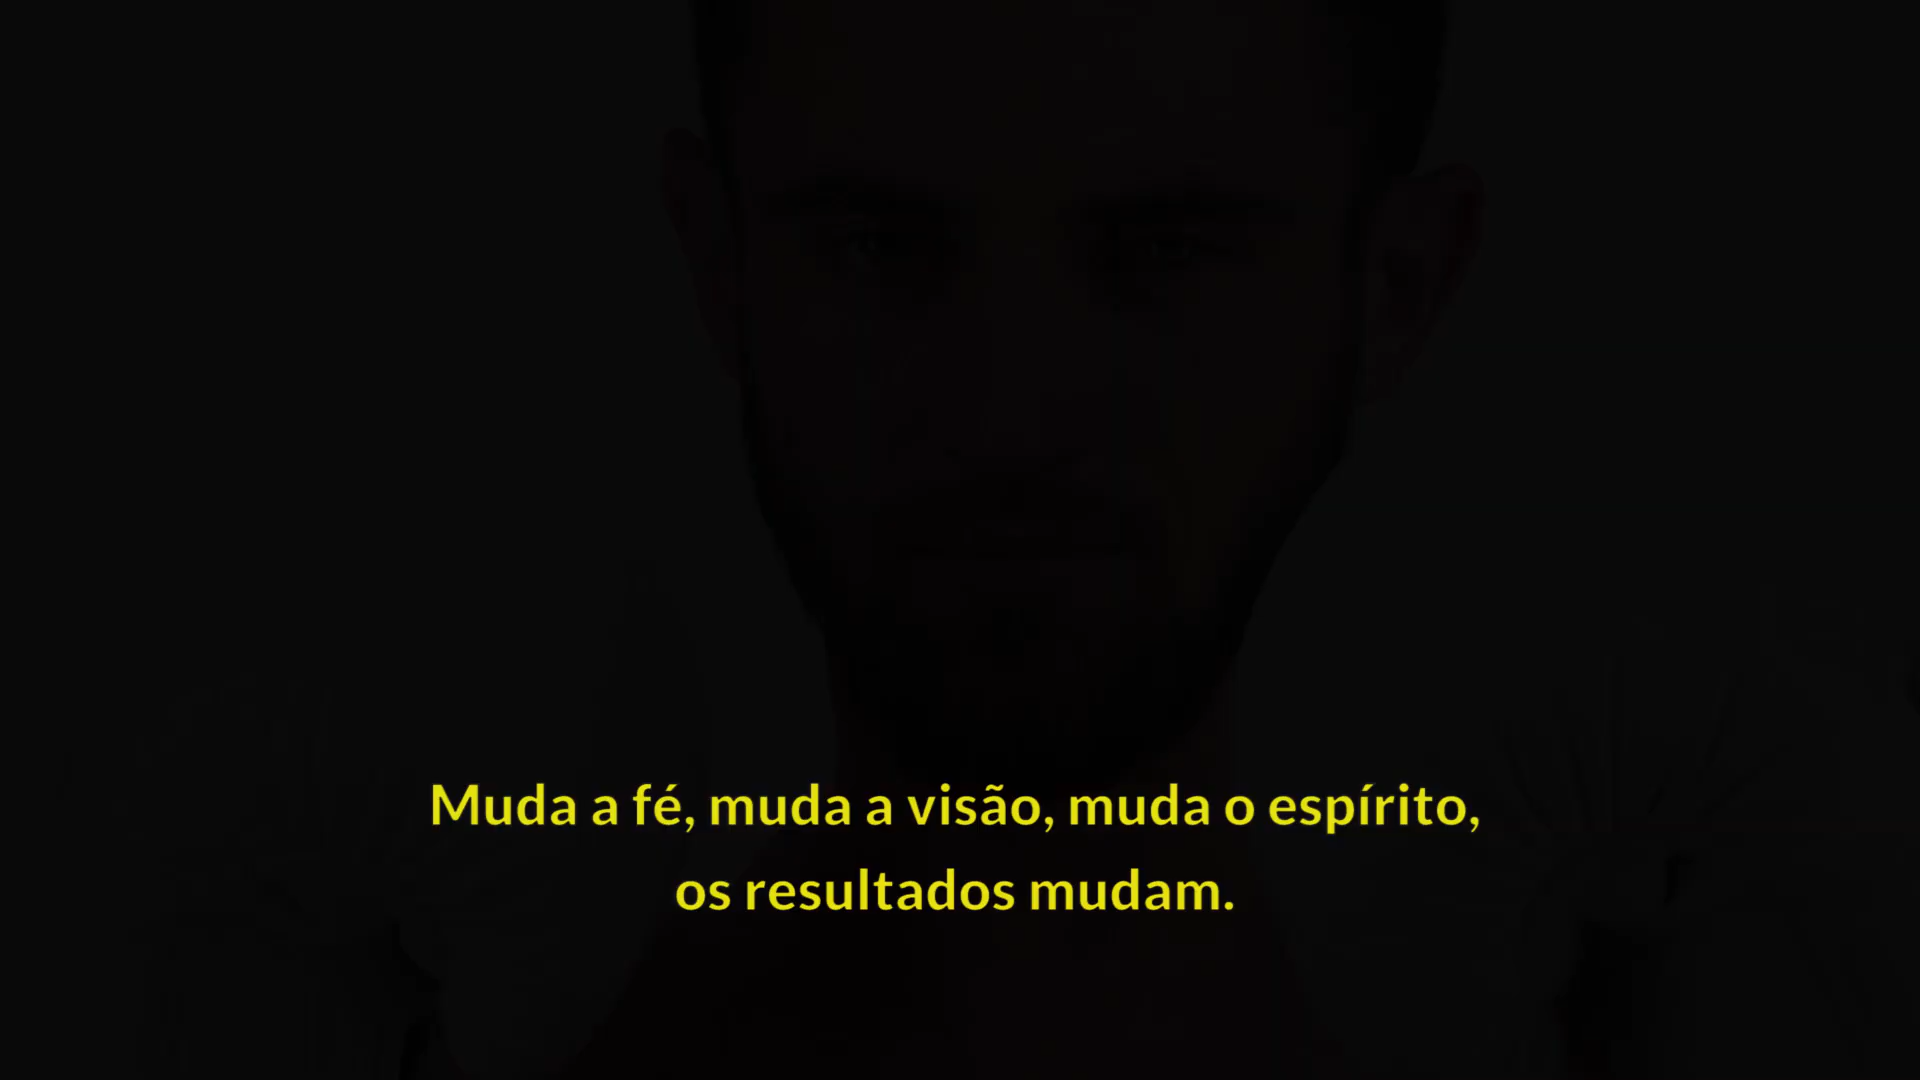 Muda a fé, muda a visão, muda o espírito,
os resultados mudam.